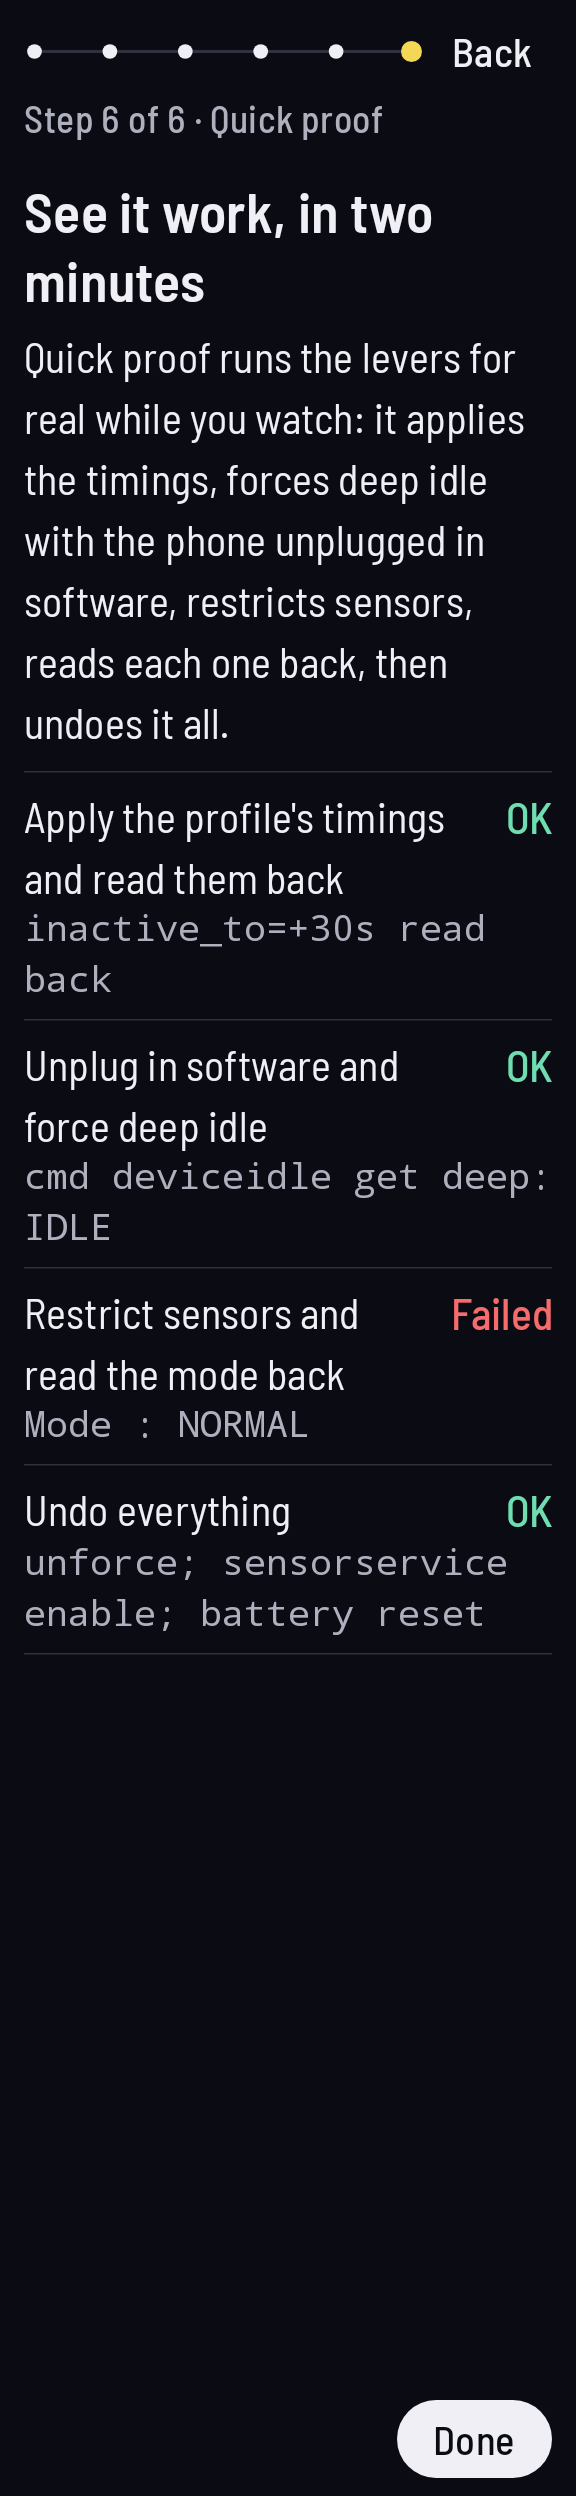 Back
Step 6 of 6 · Quick proof
See it work, in two
minutes
Quick proof runs the levers for
real while you watch: it applies
the timings, forces deep idle
with the phone unplugged in
software, restricts sensors,
reads each one back, then
undoes it all.
Apply the profile's timings OK
and read them back
inactive_to=+30s read
back
Unplug in software and OK
force deep idle
cmd deviceidle get deep:
IDLE
Restrict sensors and Failed
read the mode back
Mode : NORMAL
Undo everything OK
unforce; sensorservice
enable; battery reset
Done